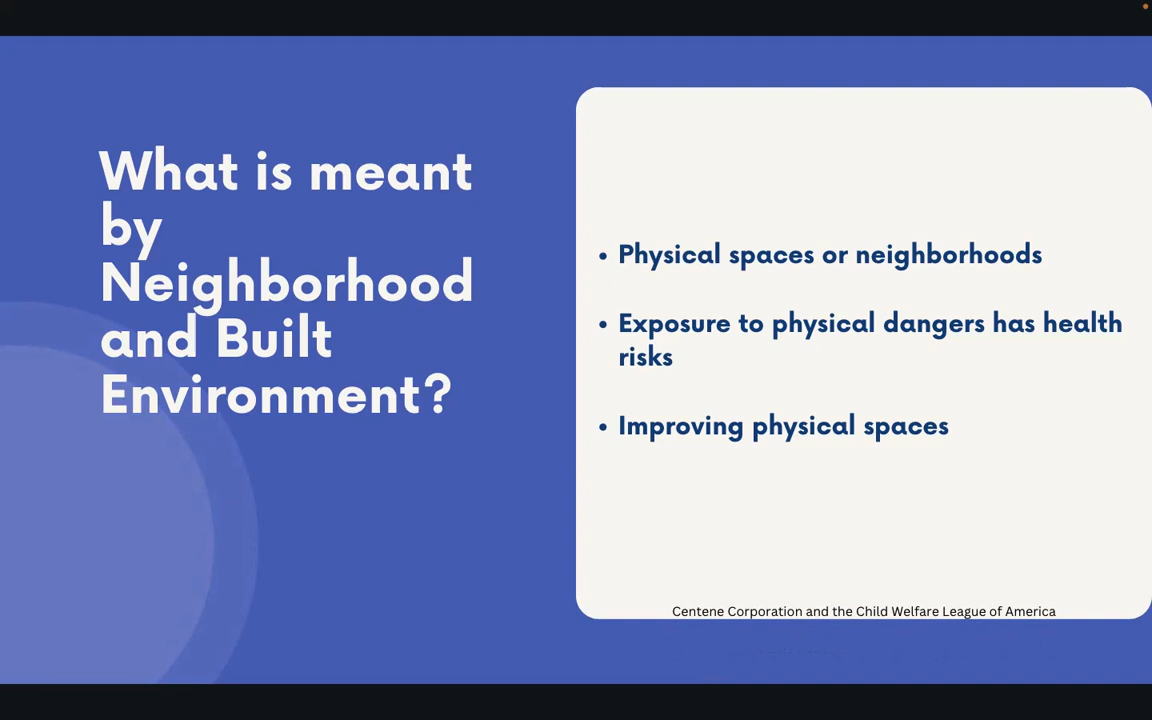 What is meant
by
Neighborhood
and Built
Environment?
• Physical spaces or neighborhoods
• Exposure to physical dangers has health
risks
• Improving physical spaces
Centene Corporation and the Child Welfare League of America